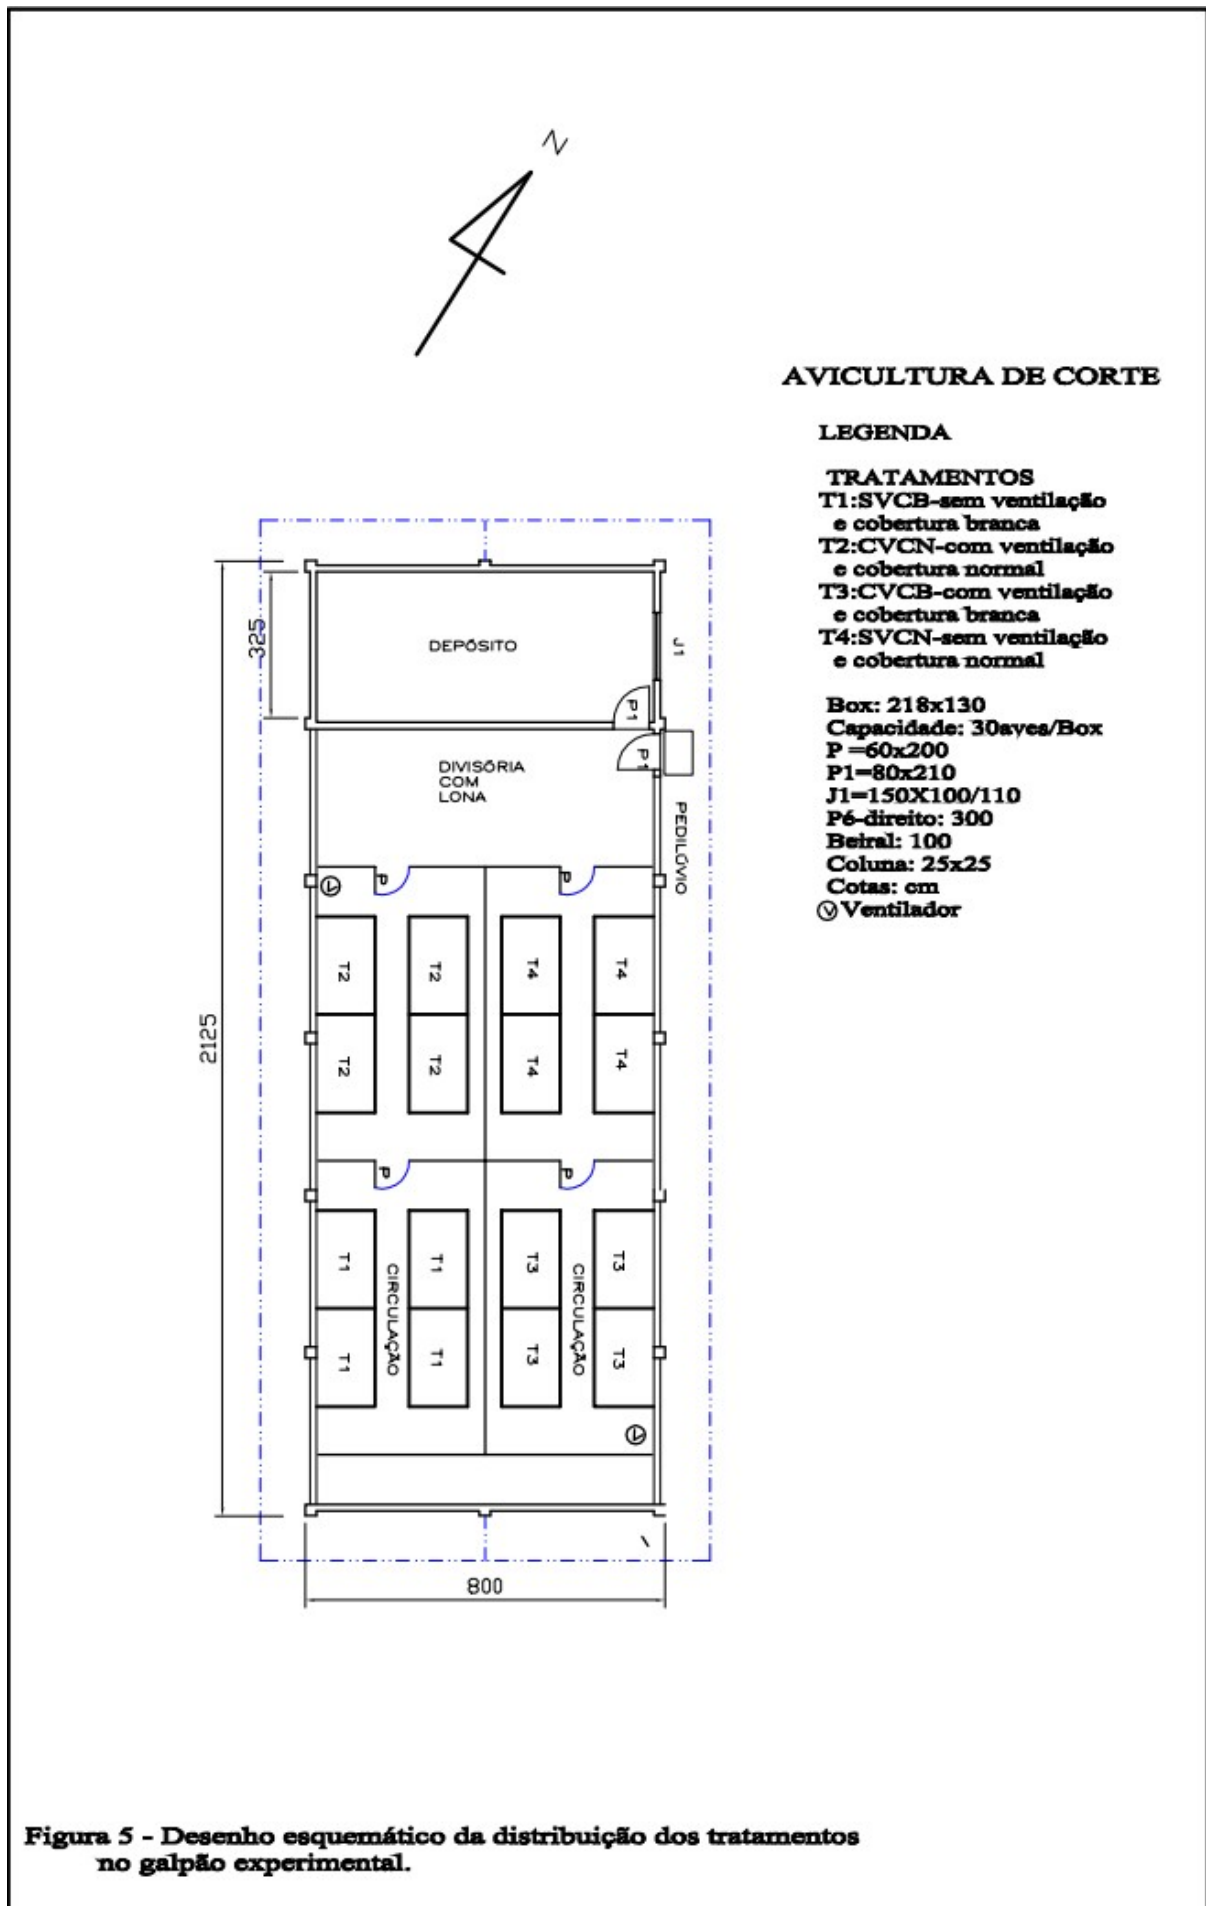 N
AVICULTURA DE CORTE
LEGENDA
TRATAMENTOS
T1:SVCB-sem ventilação
e cobertura branca
T2:CVCN-com ventilação
e cobertura normal
T3:CVCB-com ventilação
e cobertura branca
T4:SVCN-sem ventilação
e cobertura normal
Box: 218x130
Capacidade: 30aves/Box
P =60x200
P1=80x210
J1=150X100/110
Pé-direito: 300
Beiral: 100
Coluna: 25x25
Cotas: cm
V Ventilador
325
DEPÓSITO
J1
P1
P1
DIVISÓRIA
COM
LONA
PEDILÚVIO
V
P
P
T2
T2
T4
T4
2125
T2
T2
T4
T4
P
P
T1
T1
T3
T3
CIRCULAÇÃO
CIRCULAÇÃO
T1
T1
T3
T3
V
800
Figura 5 - Desenho esquemático da distribuição dos tratamentos
no galpão experimental.